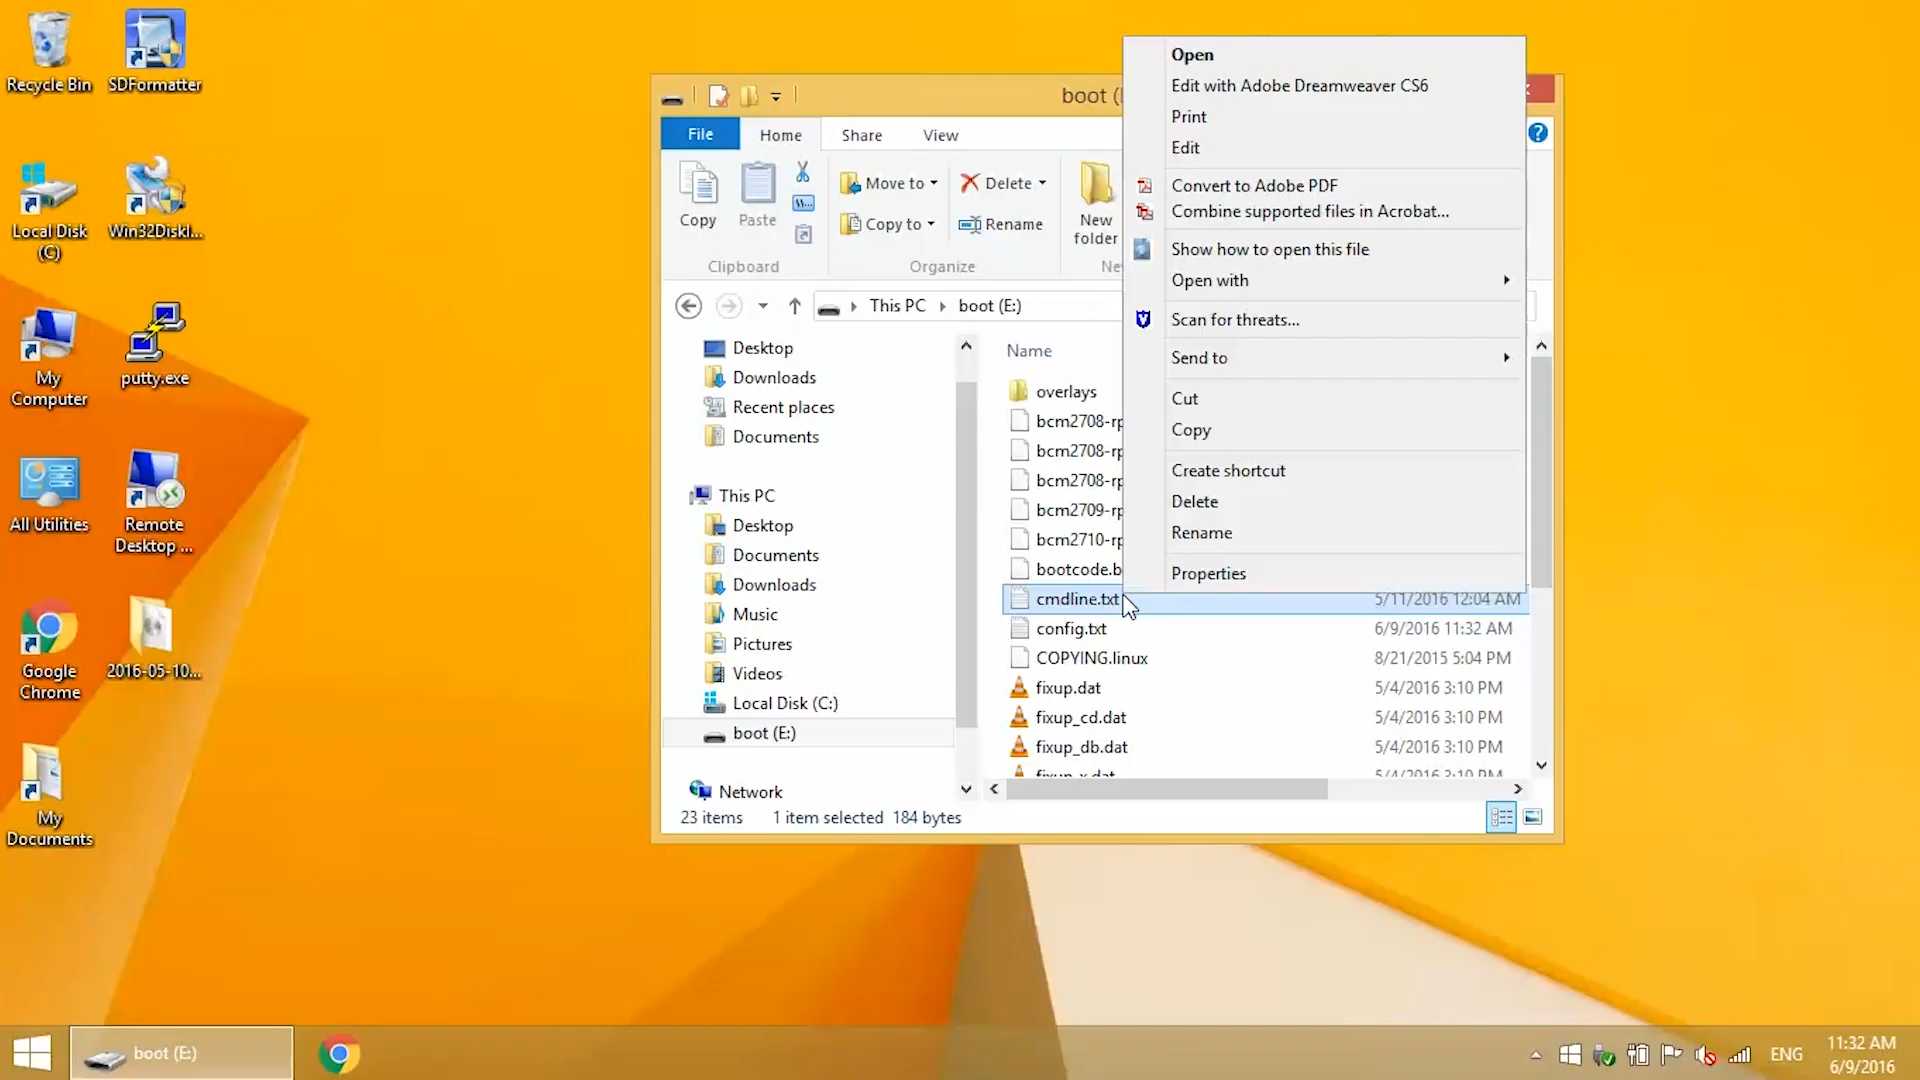 Recycle Bin
SDFormatter
Local Disk
(C)
Win32DiskI...
My
Computer
putty.exe
All Utilities
Remote
Desktop ...
Google
Chrome
2016-05-10...
My
Documents
boot (
File
Home
Share
View
Copy
Paste
Clipboard
Move to
Copy to
Delete
Rename
Organize
New
folder
This PC
boot (E:)
Desktop
Downloads
Recent places
Documents
This PC
Desktop
Documents
Downloads
Music
Pictures
Videos
Local Disk (C:)
boot (E:)
Network
Name
overlays
bcm2708-rp
bcm2708-rp
bcm2708-rp
bcm2709-rp
bcm2710-rp
bootcode.b
cmdline.txt 5/11/2016 12:04 AM
config.txt 6/9/2016 11:32 AM
COPYING.linux 8/21/2015 5:04 PM
fixup.dat 5/4/2016 3:10 PM
fixup_cd.dat 5/4/2016 3:10 PM
fixup_db.dat 5/4/2016 3:10 PM
fixup_x.dat 5/4/2016 3:10 PM
23 items 1 item selected 184 bytes
Open
Edit with Adobe Dreamweaver CS6
Print
Edit
Convert to Adobe PDF
Combine supported files in Acrobat...
Show how to open this file
Open with
Scan for threats...
Send to
Cut
Copy
Create shortcut
Delete
Rename
Properties
boot (E:)
ENG
11:32 AM
6/9/2016